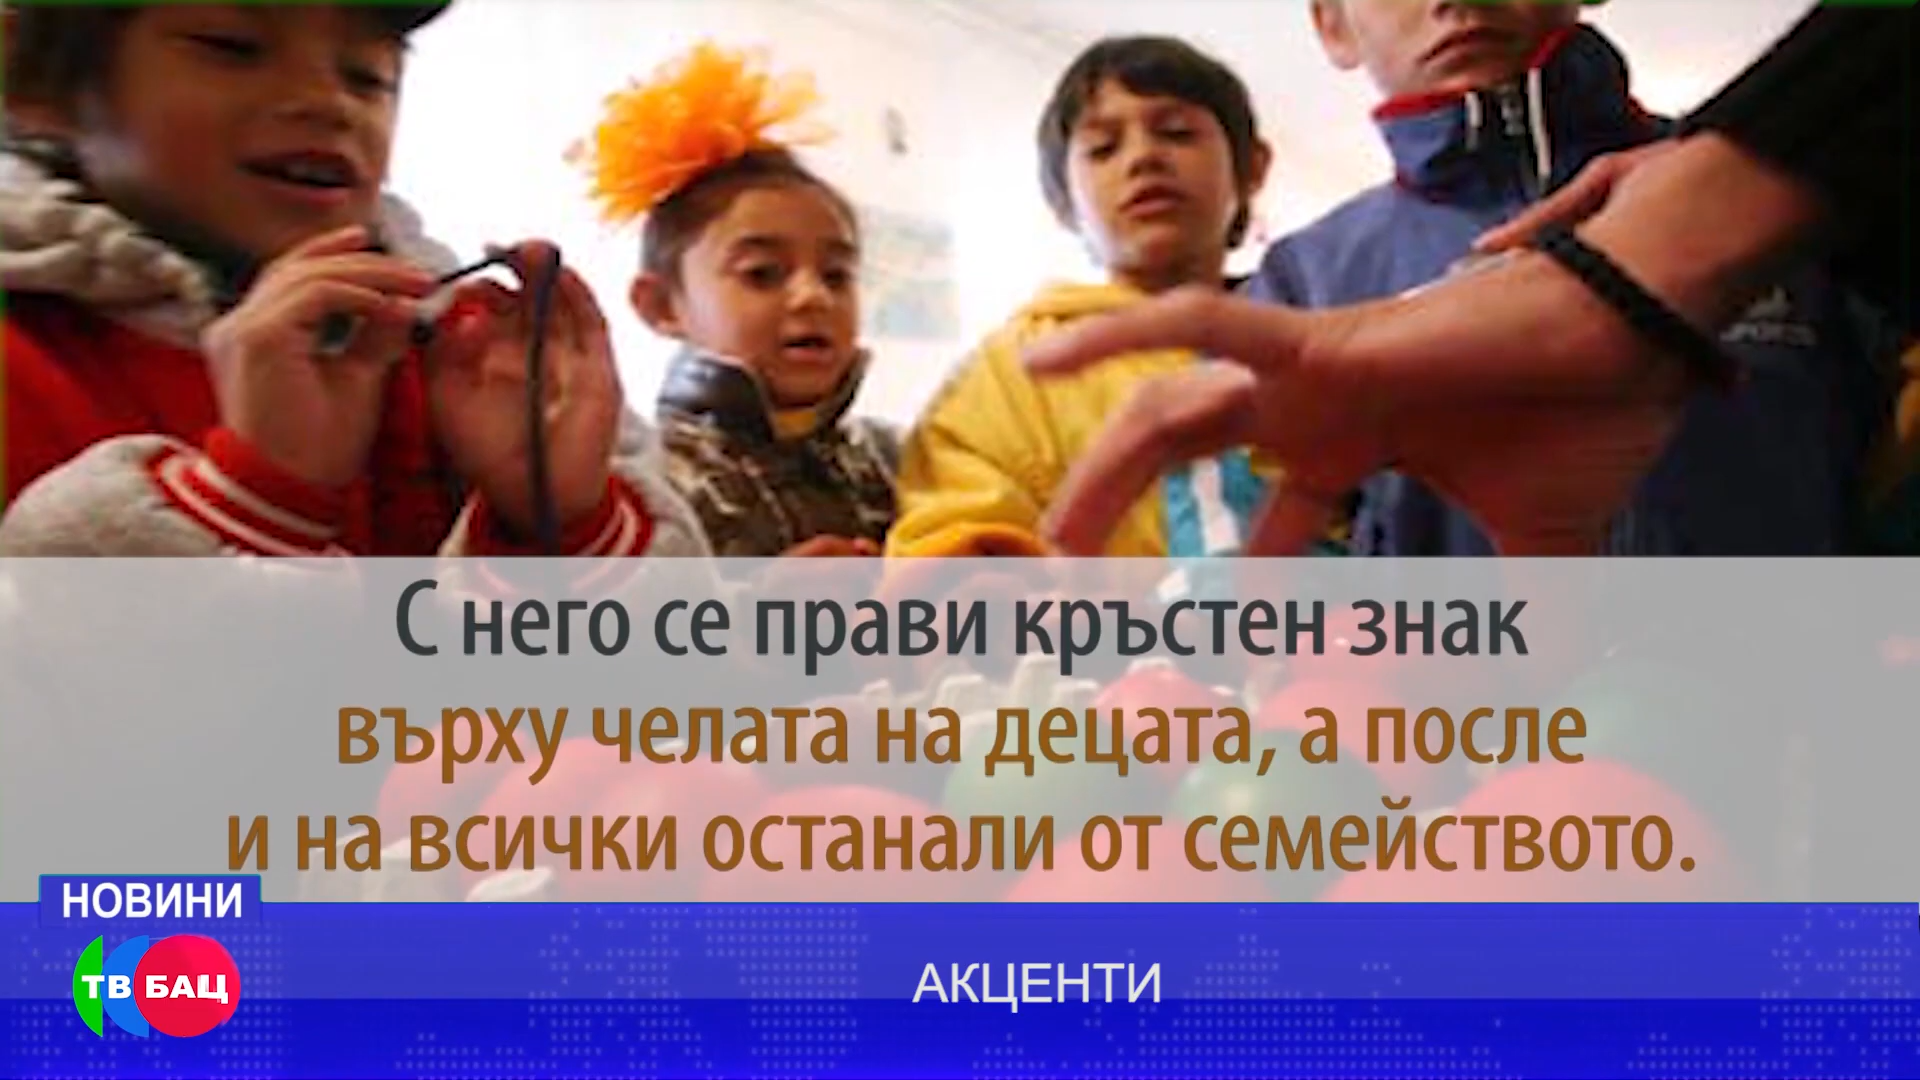 С него се прави кръстен знак
върху челата на децата, а после
и на всички останали от семейството.
НОВИНИ
ТВ БАЦ
АКЦЕНТИ